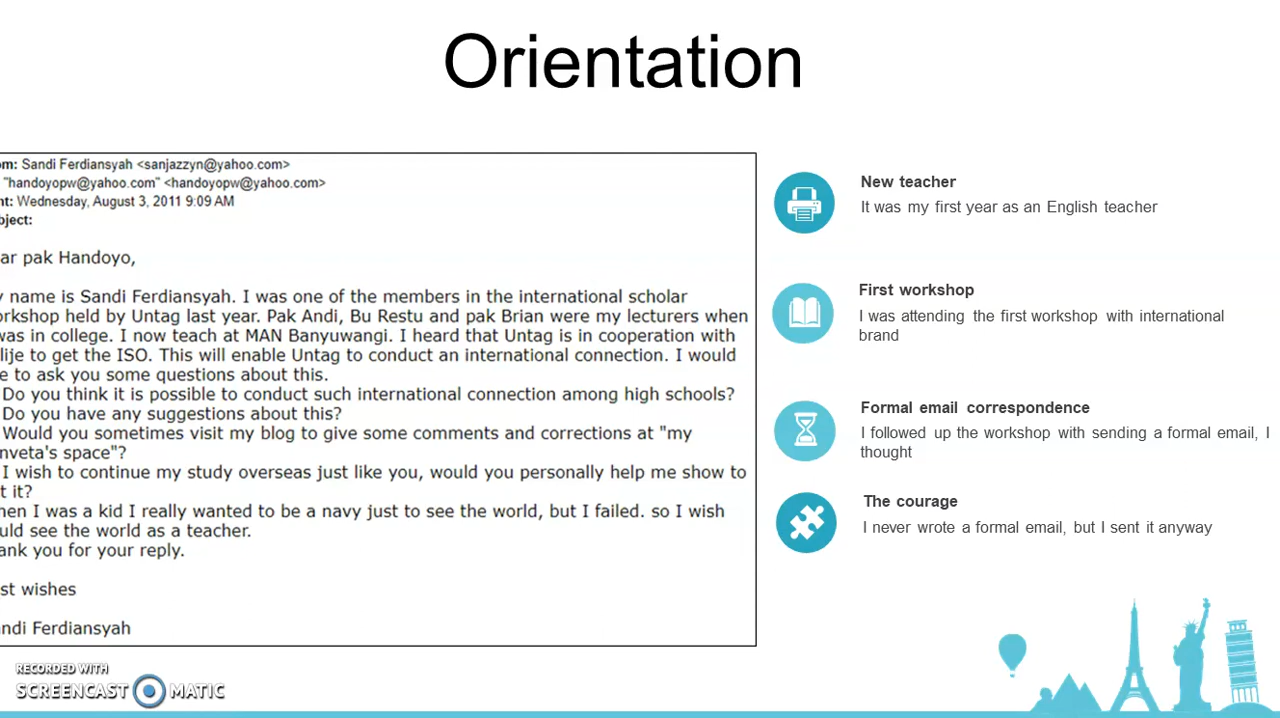 Orientation
om: Sandi Ferdiansyah <sanjazzyn@yahoo.com>
"handoyopw@yahoo.com" <handoyopw@yahoo.com>
nt: Wednesday, August 3, 2011 9:09 AM
bject:
ar pak Handoyo,
y name is Sandi Ferdiansyah. I was one of the members in the international scholar
orkshop held by Untag last year. Pak Andi, Bu Restu and pak Brian were my lecturers when
was in college. I now teach at MAN Banyuwangi. I heard that Untag is in cooperation with
lije to get the ISO. This will enable Untag to conduct an international connection. I would
e to ask you some questions about this.
Do you think it is possible to conduct such international connection among high schools?
Do you have any suggestions about this?
Would you sometimes visit my blog to give some comments and corrections at "my
nveta's space"?
I wish to continue my study overseas just like you, would you personally help me show to
t it?
hen I was a kid I really wanted to be a navy just to see the world, but I failed. so I wish
uld see the world as a teacher.
ank you for your reply.
st wishes
ndi Ferdiansyah
New teacher
It was my first year as an English teacher
First workshop
I was attending the first workshop with international
brand
Formal email correspondence
I followed up the workshop with sending a formal email, I
thought
The courage
I never wrote a formal email, but I sent it anyway
RECORDED WITH
SCREENCAST MATIC